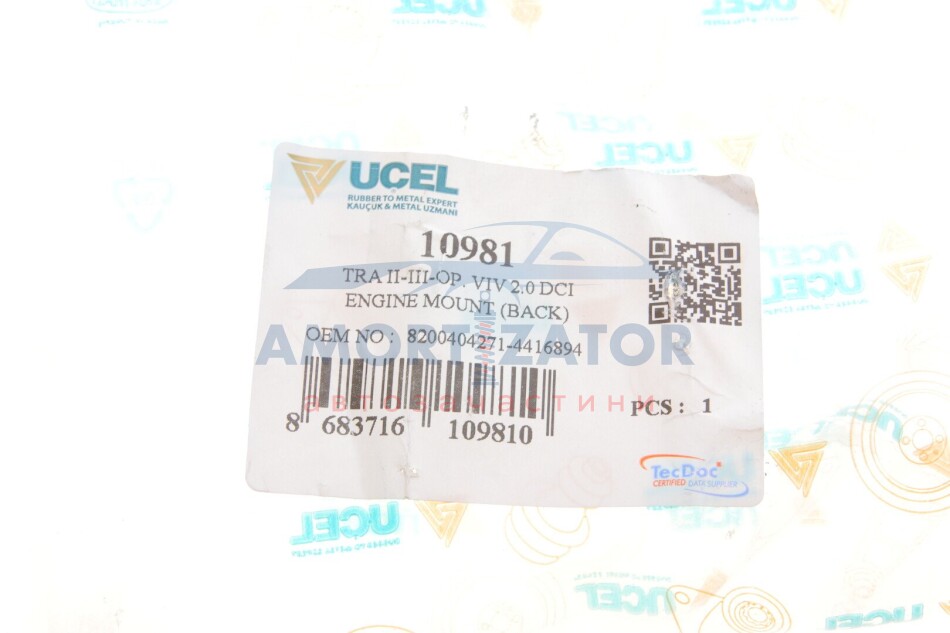 UCEL
RUBBER TO METAL EXPERT
KAUÇUK & METAL UZMANI
10981
TRA II-III-OP. VIV 2.0 DCI
ENGINE MOUNT (BACK)
AMORTIZATOR
OEM NO : 8200404271-4416894
автозапчастини
PCS : 1
8 683716 109810
TecDoc
CERTIFIED DATA SUPPLIER
UCEL
UCEL
UCEL
UCEL